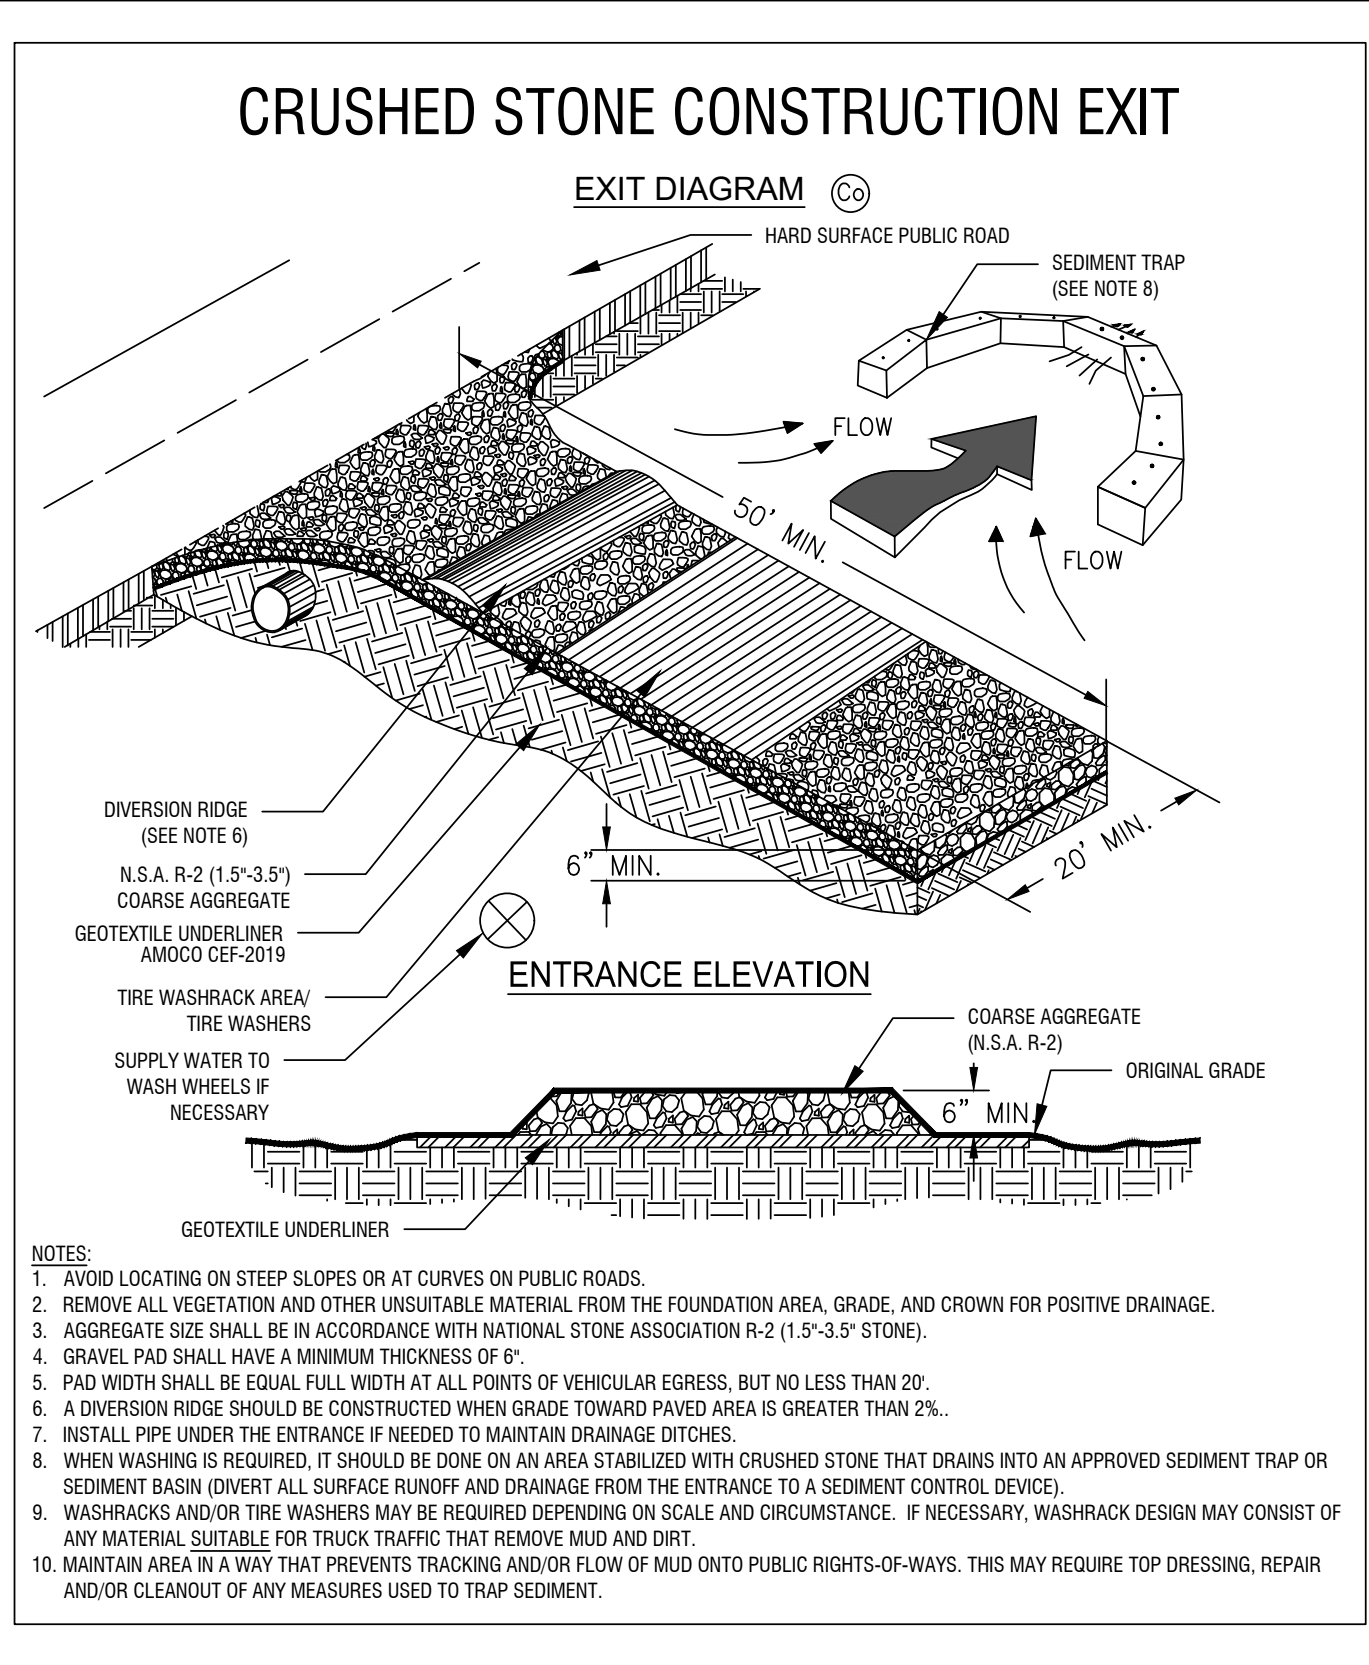 CRUSHED STONE CONSTRUCTION EXIT
EXIT DIAGRAM Co
HARD SURFACE PUBLIC ROAD
SEDIMENT TRAP
(SEE NOTE 8)
FLOW
50' MIN.
FLOW
DIVERSION RIDGE
(SEE NOTE 6)
20' MIN.
6" MIN.
N.S.A. R-2 (1.5"-3.5")
COARSE AGGREGATE
GEOTEXTILE UNDERLINER
AMOCO CEF-2019
TIRE WASHRACK AREA/
TIRE WASHERS
SUPPLY WATER TO
WASH WHEELS IF
NECESSARY
ENTRANCE ELEVATION
COARSE AGGREGATE
(N.S.A. R-2)
ORIGINAL GRADE
6" MIN.
GEOTEXTILE UNDERLINER
NOTES:
1. AVOID LOCATING ON STEEP SLOPES OR AT CURVES ON PUBLIC ROADS.
2. REMOVE ALL VEGETATION AND OTHER UNSUITABLE MATERIAL FROM THE FOUNDATION AREA, GRADE, AND CROWN FOR POSITIVE DRAINAGE.
3. AGGREGATE SIZE SHALL BE IN ACCORDANCE WITH NATIONAL STONE ASSOCIATION R-2 (1.5"-3.5" STONE).
4. GRAVEL PAD SHALL HAVE A MINIMUM THICKNESS OF 6".
5. PAD WIDTH SHALL BE EQUAL FULL WIDTH AT ALL POINTS OF VEHICULAR EGRESS, BUT NO LESS THAN 20'.
6. A DIVERSION RIDGE SHOULD BE CONSTRUCTED WHEN GRADE TOWARD PAVED AREA IS GREATER THAN 2%..
7. INSTALL PIPE UNDER THE ENTRANCE IF NEEDED TO MAINTAIN DRAINAGE DITCHES.
8. WHEN WASHING IS REQUIRED, IT SHOULD BE DONE ON AN AREA STABILIZED WITH CRUSHED STONE THAT DRAINS INTO AN APPROVED SEDIMENT TRAP OR
SEDIMENT BASIN (DIVERT ALL SURFACE RUNOFF AND DRAINAGE FROM THE ENTRANCE TO A SEDIMENT CONTROL DEVICE).
9. WASHRACKS AND/OR TIRE WASHERS MAY BE REQUIRED DEPENDING ON SCALE AND CIRCUMSTANCE. IF NECESSARY, WASHRACK DESIGN MAY CONSIST OF
ANY MATERIAL SUITABLE FOR TRUCK TRAFFIC THAT REMOVE MUD AND DIRT.
10. MAINTAIN AREA IN A WAY THAT PREVENTS TRACKING AND/OR FLOW OF MUD ONTO PUBLIC RIGHTS-OF-WAYS. THIS MAY REQUIRE TOP DRESSING, REPAIR
AND/OR CLEANOUT OF ANY MEASURES USED TO TRAP SEDIMENT.